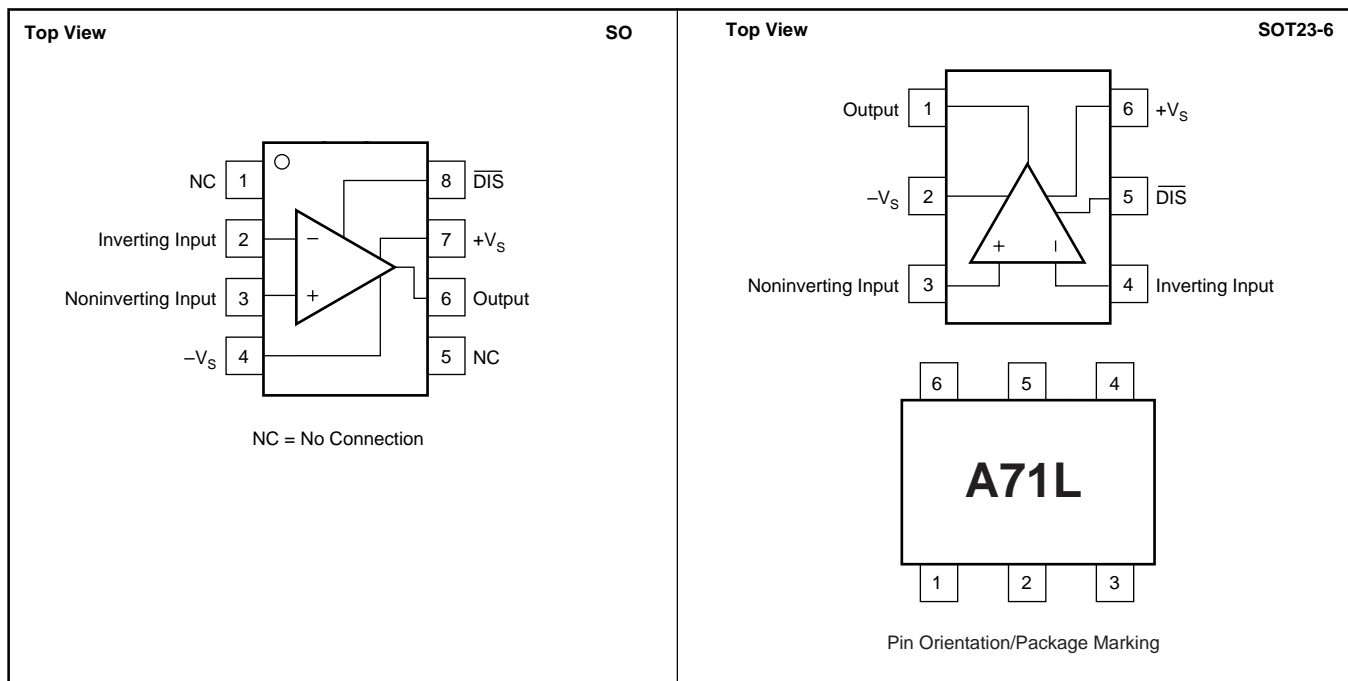 Top View SO
NC 1 8 D̅I̅S̅
Inverting Input 2 − 7 +VS
Noninverting Input 3 + 6 Output
–VS 4 5 NC
NC = No Connection
Top View SOT23-6
Output 1 6 +VS
–VS 2 5 D̅I̅S̅
Noninverting Input 3 + − 4 Inverting Input
6 5 4
A71L
1 2 3
Pin Orientation/Package Marking